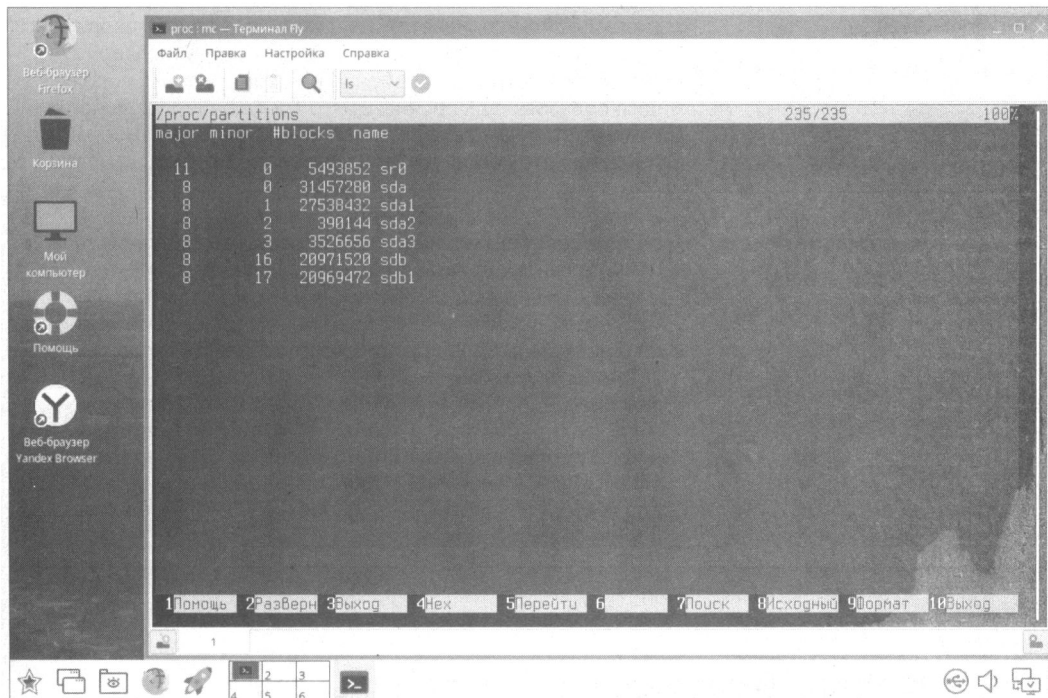 proc : mc — Терминал Fly
Файл Правка Настройка Справка
ls
/proc/partitions 235/235 100%
major minor #blocks name
11 0 5493852 sr0
8 0 31457280 sda
8 1 27538432 sda1
8 2 390144 sda2
8 3 3526656 sda3
8 16 20971520 sdb
8 17 20969472 sdb1
1Помощь 2Разверн 3Выход 4Hex 5Перейти 6 7Поиск 8Исходный 9Формат 10Выход
1
Веб-браузер
Firefox
Корзина
Мой
компьютер
Помощь
Веб-браузер
Yandex Browser
2 3
4 5 6